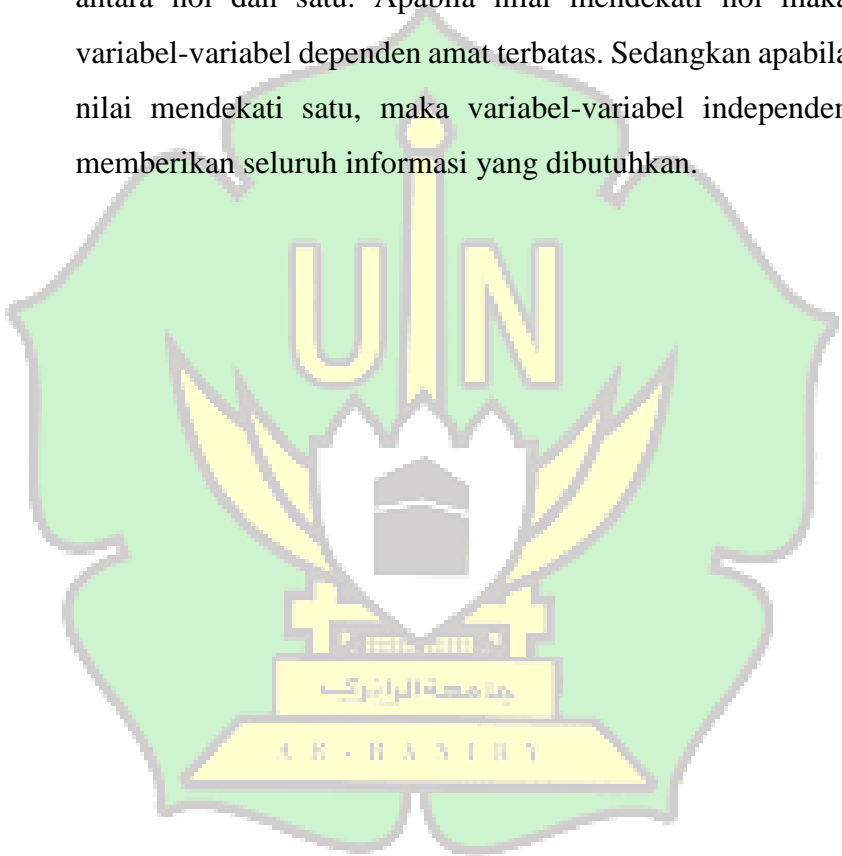 antara nol dan satu. Apabila nilai mendekati nol maka
variabel-variabel dependen amat terbatas. Sedangkan apabila
nilai mendekati satu, maka variabel-variabel independen
memberikan seluruh informasi yang dibutuhkan.
UIN
جامعة الرانيري
AR-RANIRY